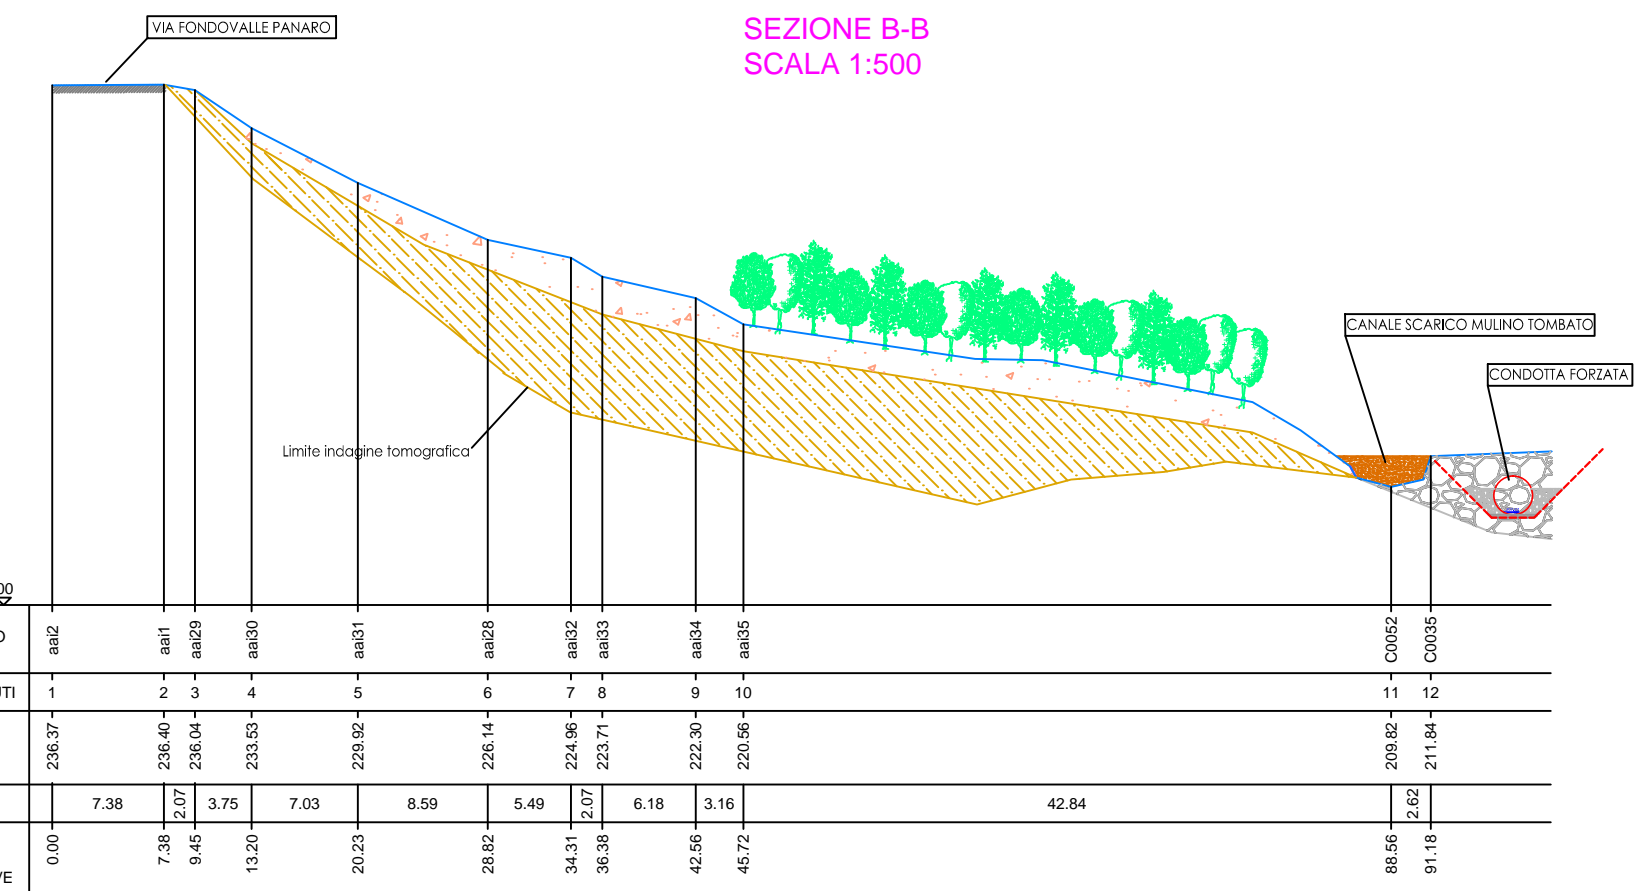 VIA FONDOVALLE PANARO
SEZIONE B-B
SCALA 1:500
CANALE SCARICO MULINO TOMBATO
CONDOTTA FORZATA
Limite indagine tomografica
00
O aai2 aai1 aai29 aai30 aai31 aai28 aai32 aai33 aai34 aai35 C0052 C0035
UTI 1 2 3 4 5 6 7 8 9 10 11 12
236.37 236.40 236.04 233.53 229.92 226.14 224.96 223.71 222.30 220.56 209.82 211.84
7.38 2.07 3.75 7.03 8.59 5.49 2.07 6.18 3.16 42.84 2.62
0.00 7.38 9.45 13.20 20.23 28.82 34.31 36.38 42.56 45.72 88.56 91.18
VE